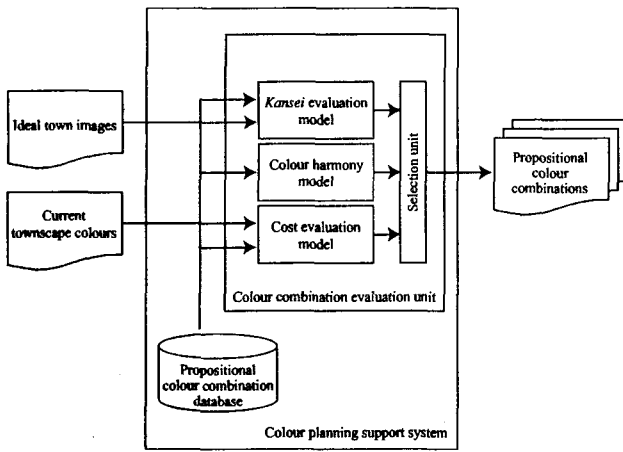 Ideal town images
Current
townscape colours
Kansei evaluation
model
Colour harmony
model
Cost evaluation
model
Selection unit
Colour combination evaluation unit
Propositional
colour
combinations
Propositional
colour combination
database
Colour planning support system